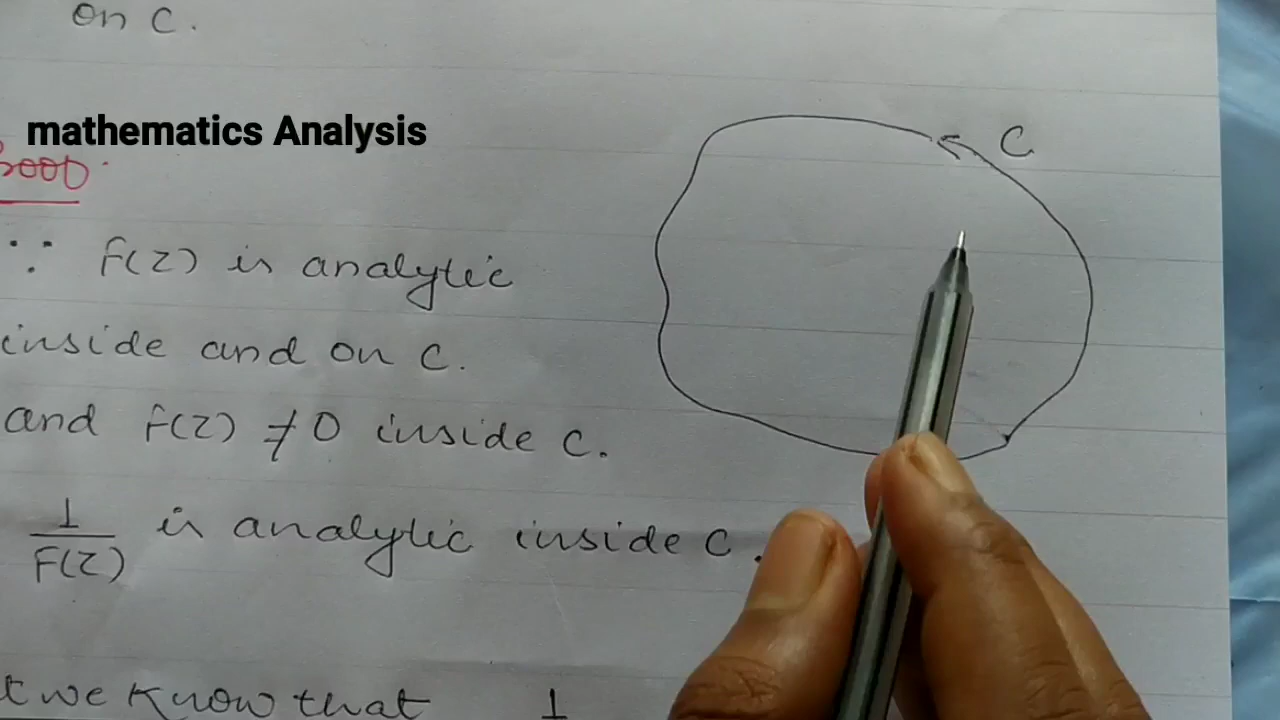 on C.
mathematics Analysis
∵ f(z) is analytic
inside and on C.
and f(z) ≠ 0 inside C.
1/f(z) is analytic inside C.
we know that 1
C